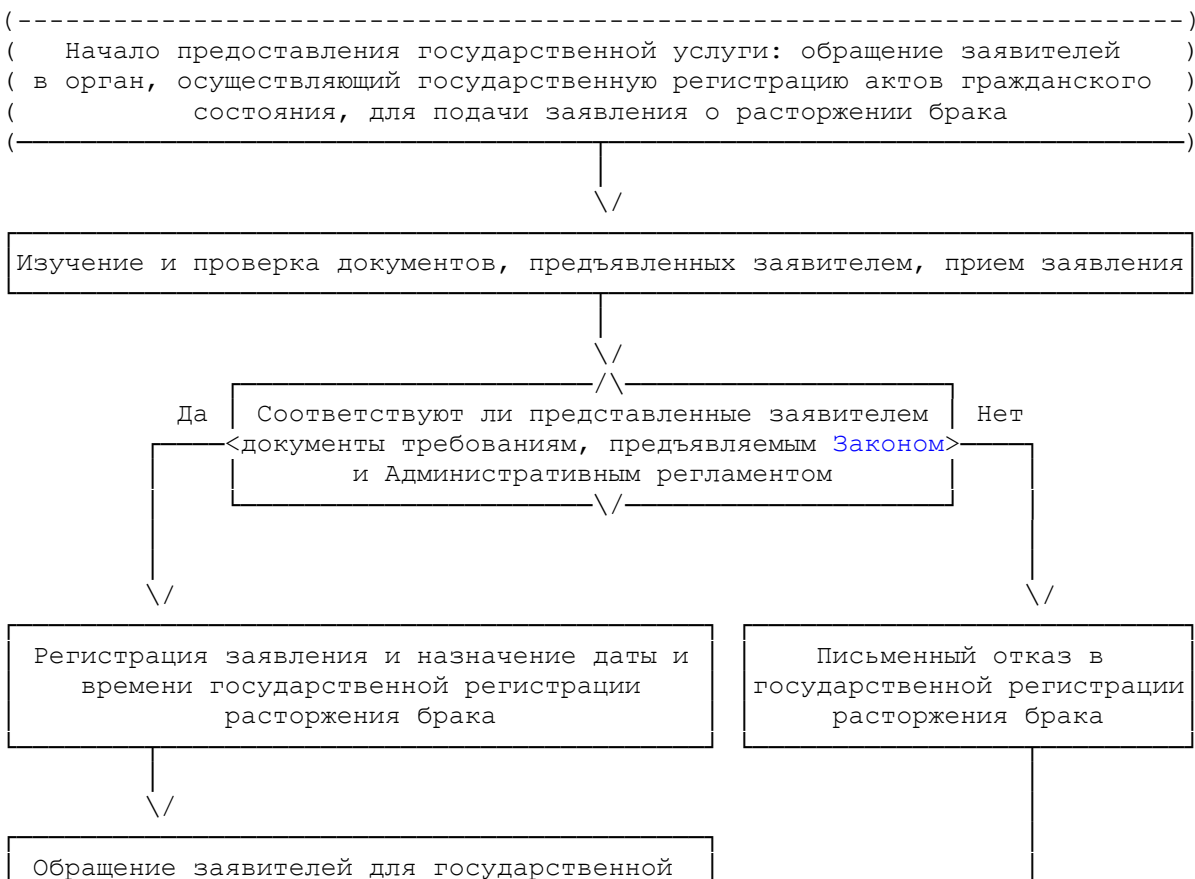 Начало предоставления государственной услуги: обращение заявителей
в орган, осуществляющий государственную регистрацию актов гражданского
состояния, для подачи заявления о расторжении брака
Изучение и проверка документов, предъявленных заявителем, прием заявления
Да Соответствуют ли представленные заявителем Нет
<документы требованиям, предъявляемым Законом>
и Административным регламентом
Регистрация заявления и назначение даты и
времени государственной регистрации
расторжения брака
Письменный отказ в
государственной регистрации
расторжения брака
Обращение заявителей для государственной